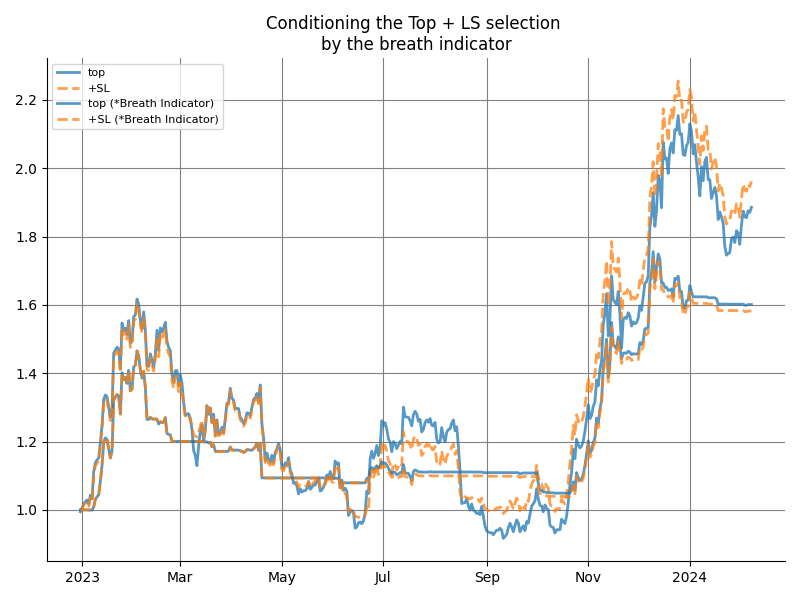 Conditioning the Top + LS selection
by the breath indicator
top
+SL
top (*Breath Indicator)
+SL (*Breath Indicator)
2.2
2.0
1.8
1.6
1.4
1.2
1.0
2023
Mar
May
Jul
Sep
Nov
2024